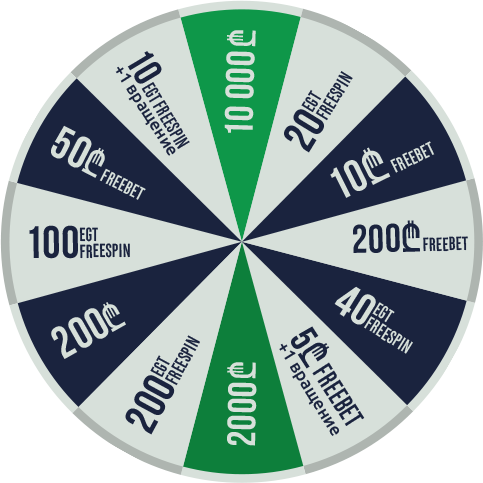 10 000₾
20 EGT
FREESPIN
10₾ FREEBET
200₾ FREEBET
40 EGT
FREESPIN
5₾ FREEBET
+1 вращение
2000₾
200 EGT
FREESPIN
200₾
100 EGT
FREESPIN
50₾ FREEBET
10 EGT FREESPIN
+1 вращение